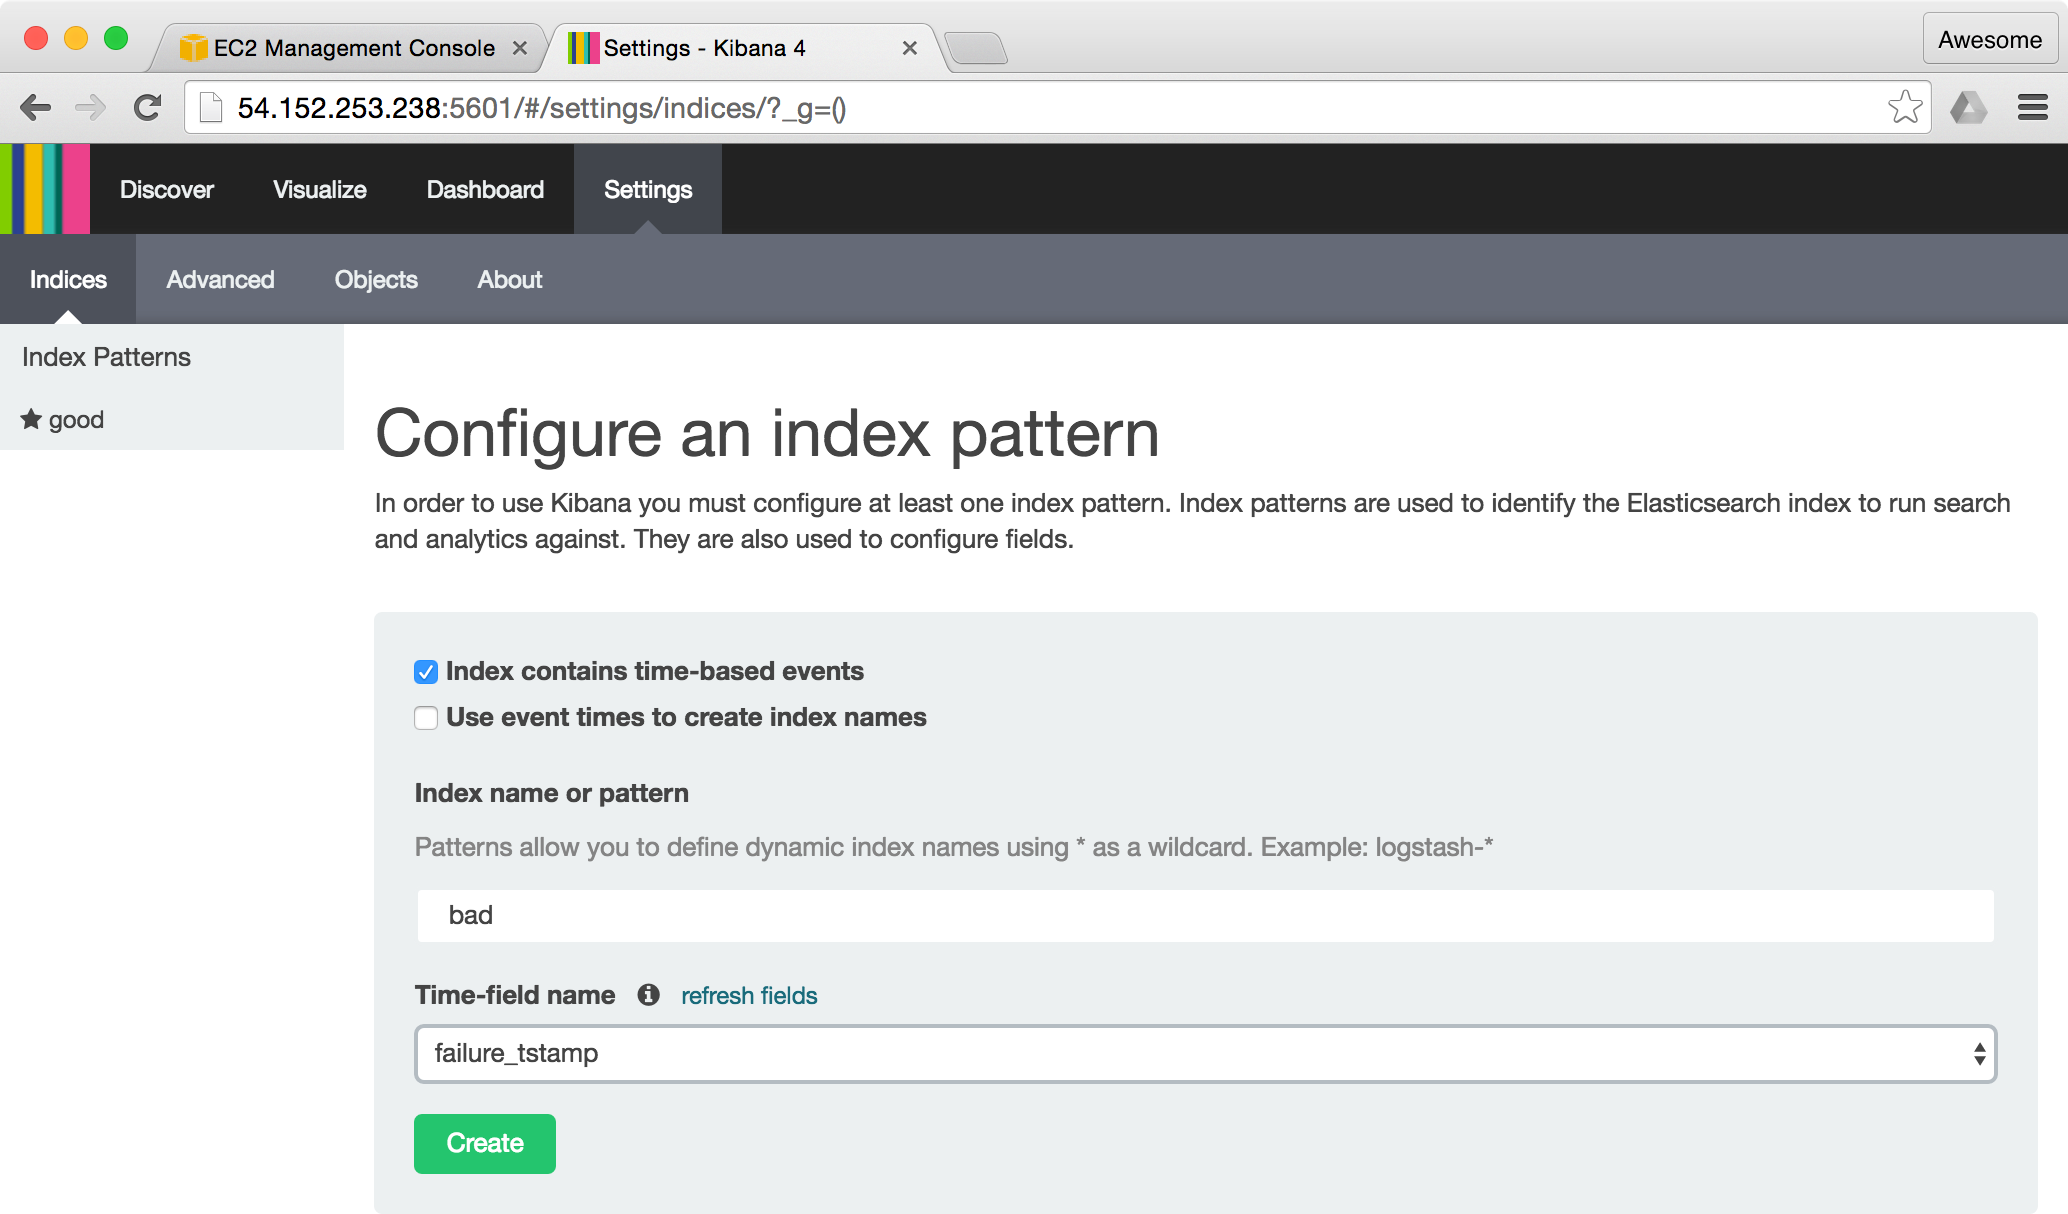 EC2 Management Console
Settings - Kibana 4
Awesome
54.152.253.238:5601/#/settings/indices/?_g=()
Discover
Visualize
Dashboard
Settings
Indices
Advanced
Objects
About
Index Patterns
good
Configure an index pattern
In order to use Kibana you must configure at least one index pattern. Index patterns are used to identify the Elasticsearch index to run search
and analytics against. They are also used to configure fields.
Index contains time-based events
Use event times to create index names
Index name or pattern
Patterns allow you to define dynamic index names using * as a wildcard. Example: logstash-*
bad
Time-field name
refresh fields
failure_tstamp
Create